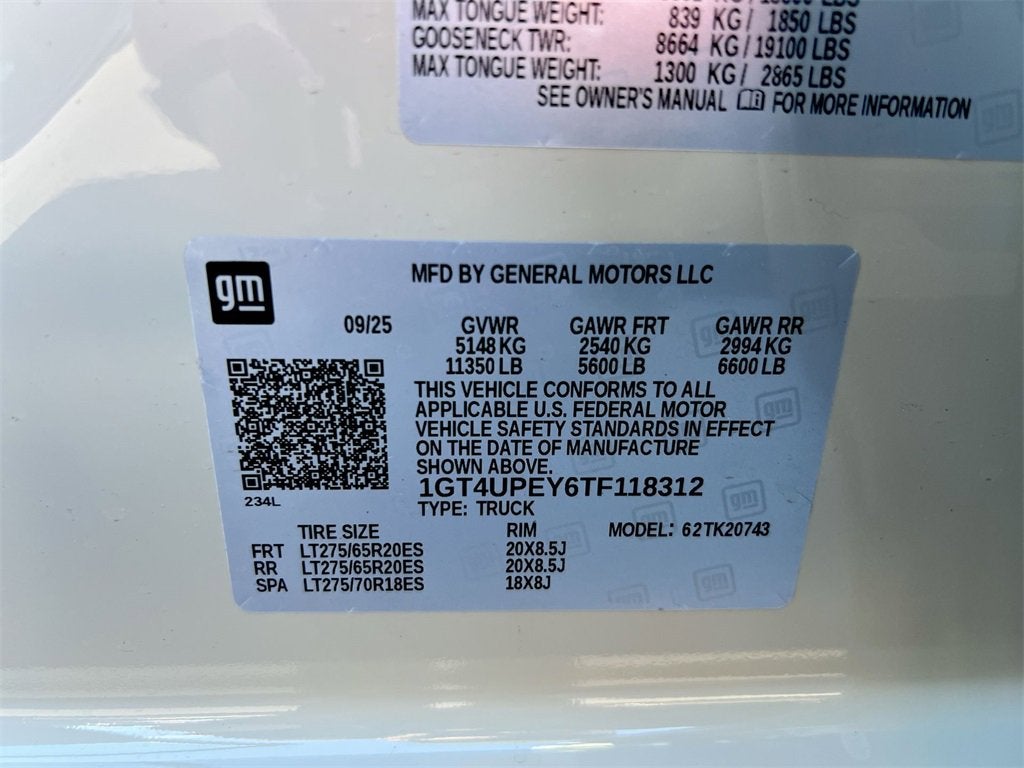 MAX TONGUE WEIGHT: 839 KG / 1850 LBS
GOOSENECK TWR: 8664 KG / 19100 LBS
MAX TONGUE WEIGHT: 1300 KG / 2865 LBS
SEE OWNER'S MANUAL FOR MORE INFORMATION
gm
MFD BY GENERAL MOTORS LLC
09/25 GVWR GAWR FRT GAWR RR
5148 KG 2540 KG 2994 KG
11350 LB 5600 LB 6600 LB
THIS VEHICLE CONFORMS TO ALL
APPLICABLE U.S. FEDERAL MOTOR
VEHICLE SAFETY STANDARDS IN EFFECT
ON THE DATE OF MANUFACTURE
SHOWN ABOVE.
1GT4UPEY6TF118312
234L
TYPE: TRUCK
TIRE SIZE RIM MODEL: 62TK20743
FRT LT275/65R20ES 20X8.5J
RR LT275/65R20ES 20X8.5J
SPA LT275/70R18ES 18X8J